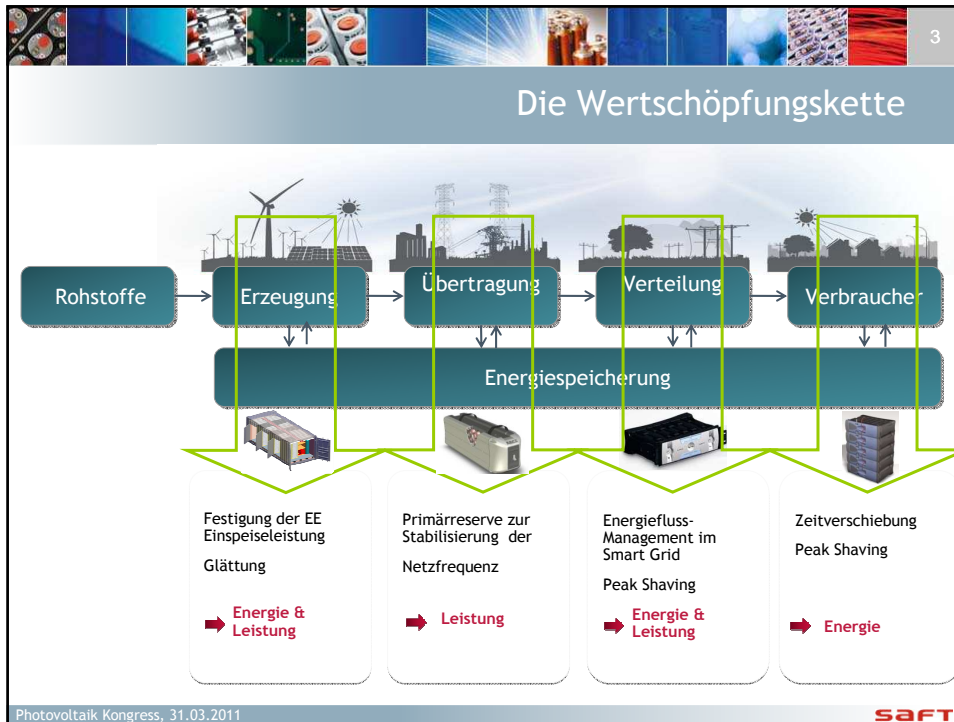 3
Die Wertschöpfungskette
Rohstoffe
Erzeugung
Übertragung
Verteilung
Verbraucher
Energiespeicherung
Festigung der EE
Einspeiseleistung
Glättung
Energie &
Leistung
Primärreserve zur
Stabilisierung der
Netzfrequenz
Leistung
Energiefluss-
Management im
Smart Grid
Peak Shaving
Energie &
Leistung
Zeitverschiebung
Peak Shaving
Energie
Photovoltaik Kongress, 31.03.2011
saft